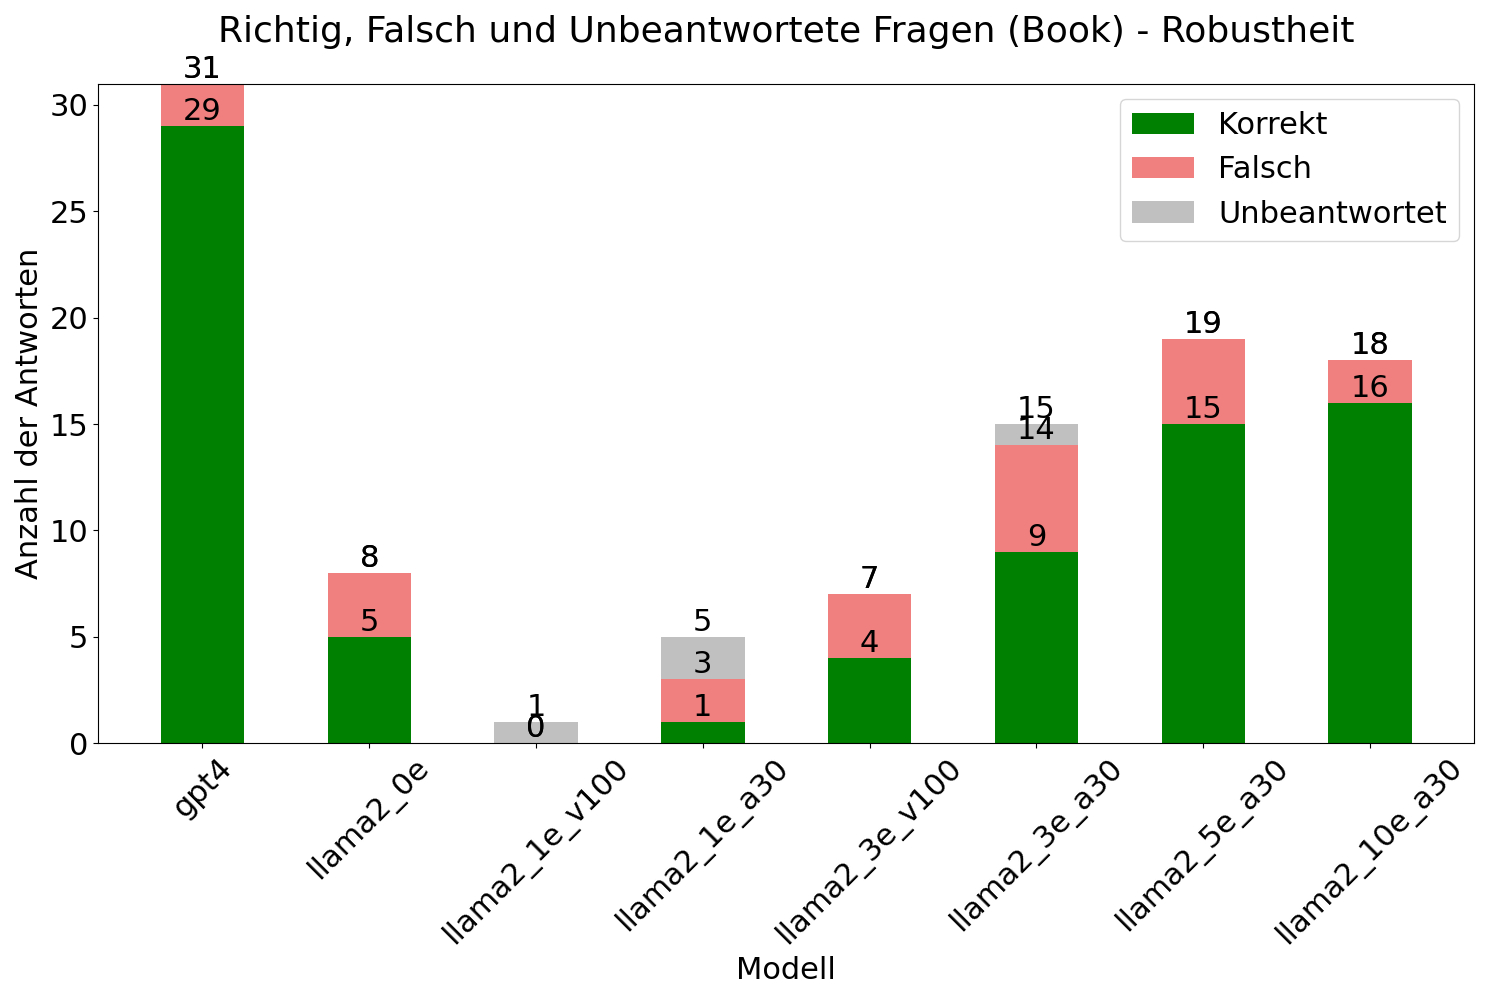 Richtig, Falsch und Unbeantwortete Fragen (Book) - Robustheit
Anzahl der Antworten
30
25
20
15
10
5
0
31
29
8
5
1
0
5
3
1
7
4
15
14
9
19
15
18
16
Korrekt
Falsch
Unbeantwortet
gpt4
llama2_0e
llama2_1e_v100
llama2_1e_a30
llama2_3e_v100
llama2_3e_a30
llama2_5e_a30
llama2_10e_a30
Modell